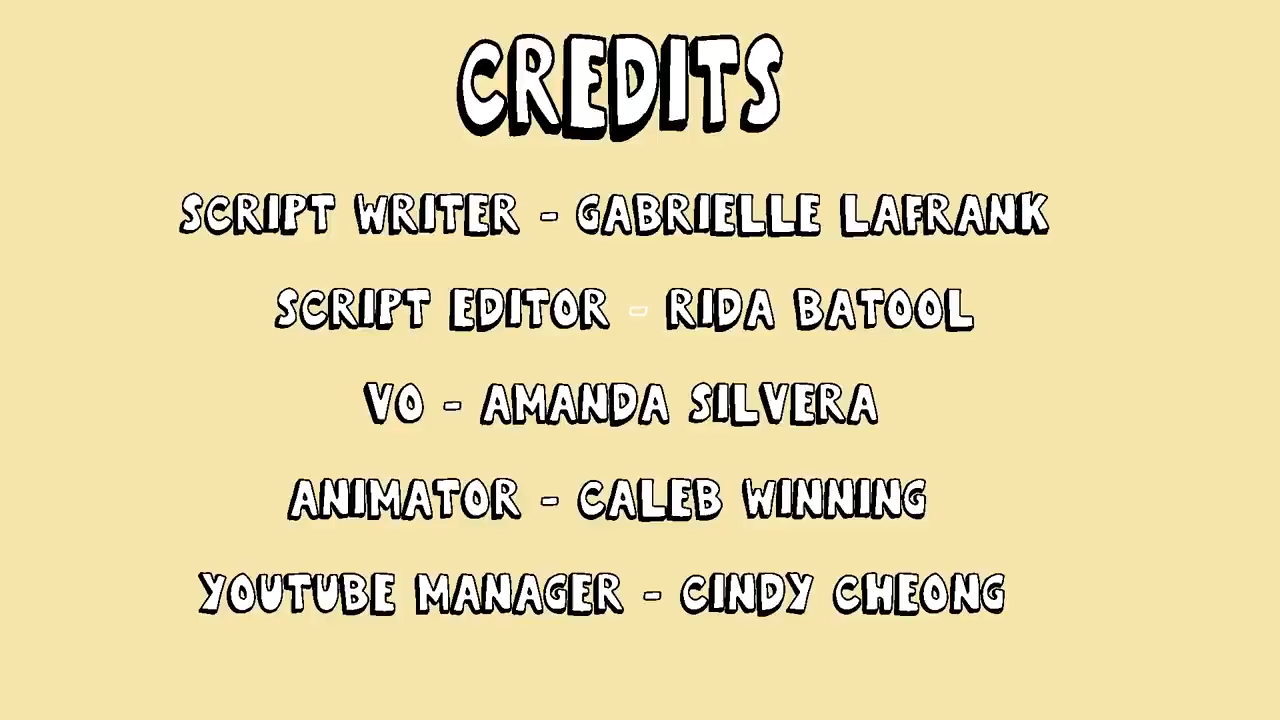 CREDITS
SCRIPT WRITER - GABRIELLE LAFRANK
SCRIPT EDITOR - RIDA BATOOL
VO - AMANDA SILVERA
ANIMATOR - CALEB WINNING
YOUTUBE MANAGER - CINDY CHEONG